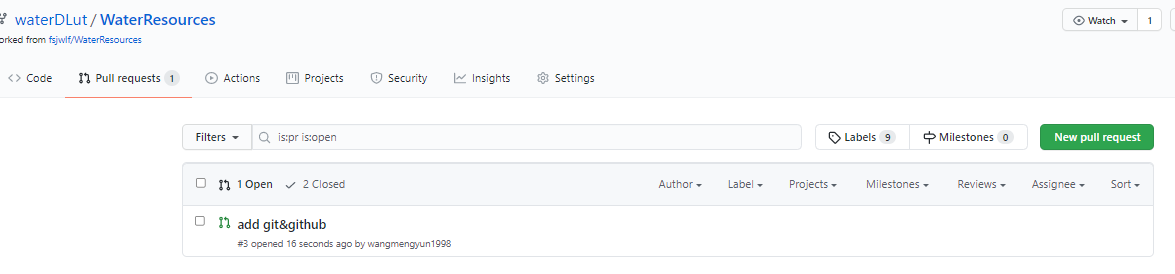 waterDLut / WaterResources
Watch 1
orked from fsjwlf/WaterResources
Code Pull requests 1 Actions Projects Security Insights Settings
Filters is:pr is:open Labels 9 Milestones 0 New pull request
1 Open 2 Closed Author Label Projects Milestones Reviews Assignee Sort
add git&github
#3 opened 16 seconds ago by wangmengyun1998